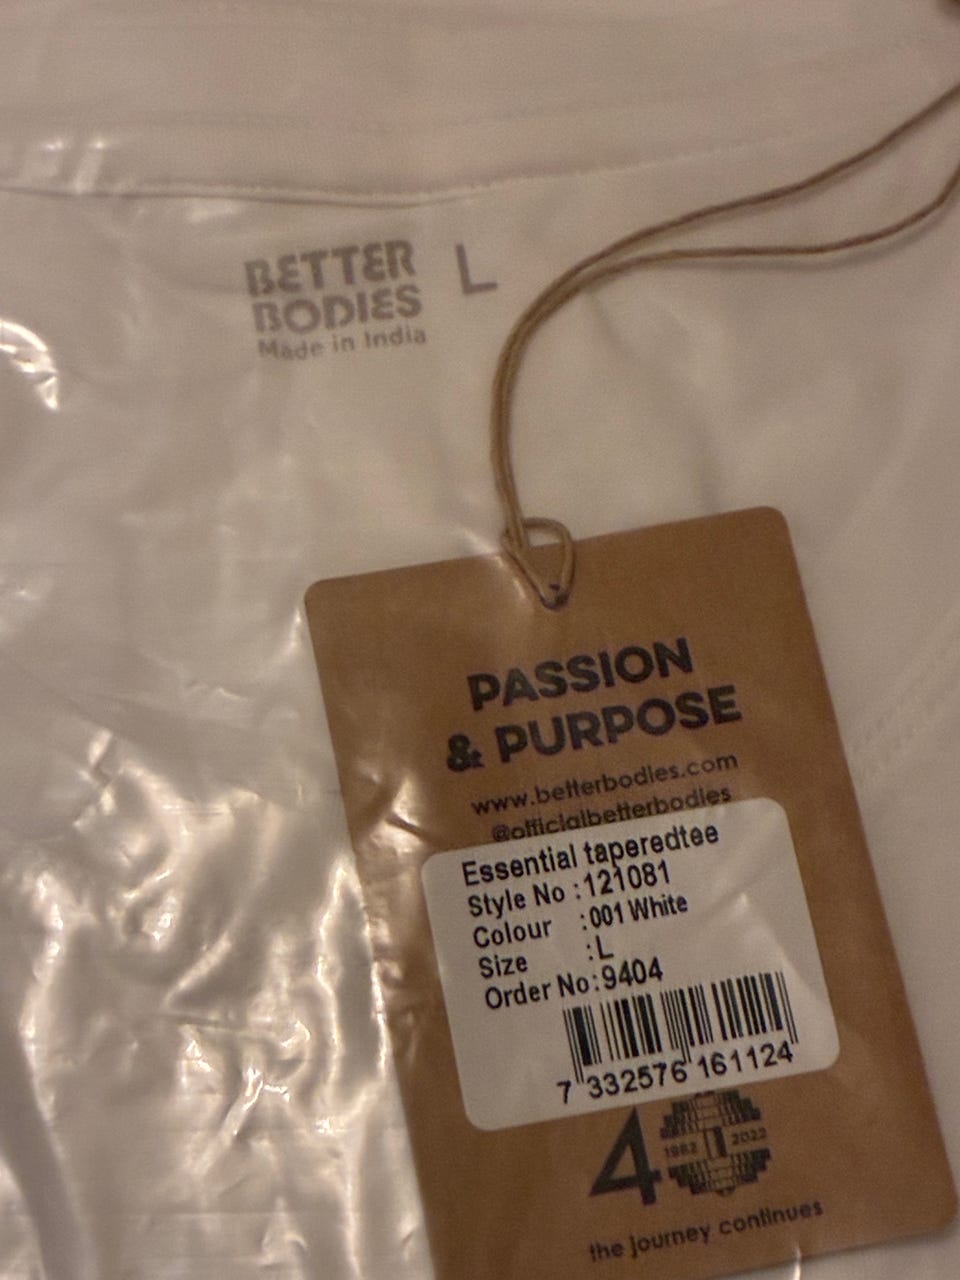 BETTER
BODIES
Made in India
L
PASSION
& PURPOSE
www.betterbodies.com
@officialbetterbodies
Essential taperedtee
Style No :121081
Colour :001 White
Size :L
Order No:9404
7 332576 161124
40
1982 2022
the journey continues